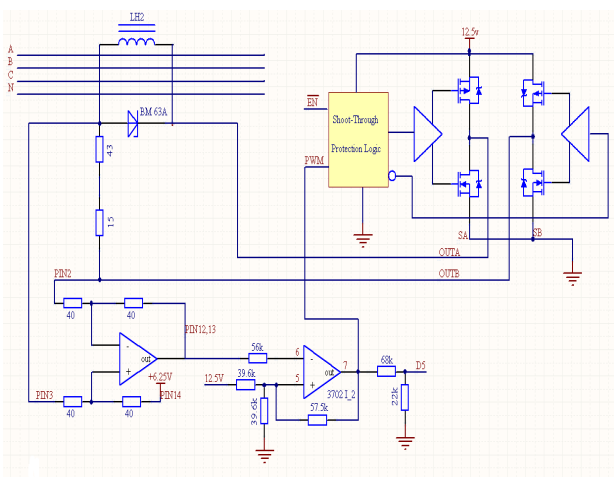 LH2
A
B
C
N
BM 63A
43
15
12.5v
EN
Shoot-Through
Protection Logic
PWM
SA
SB
OUTA
OUTB
PIN2
40
40
PIN12,13
-
+
out
+6.25V
PIN3
PIN14
40
40
56k
6
7
12.5V
39.6k
5
-
+
out
3702 I_2
39.6k
57.5k
68k
D5
22k